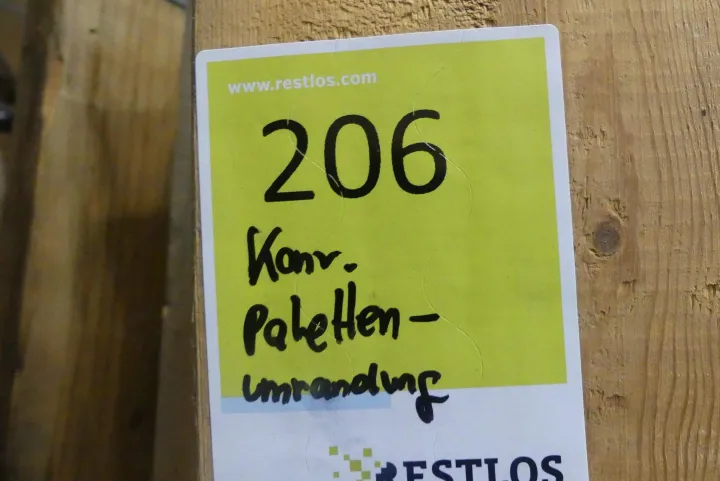 www.restlos.com
206
Konv.
Paletten-
umrandung
RESTLOS